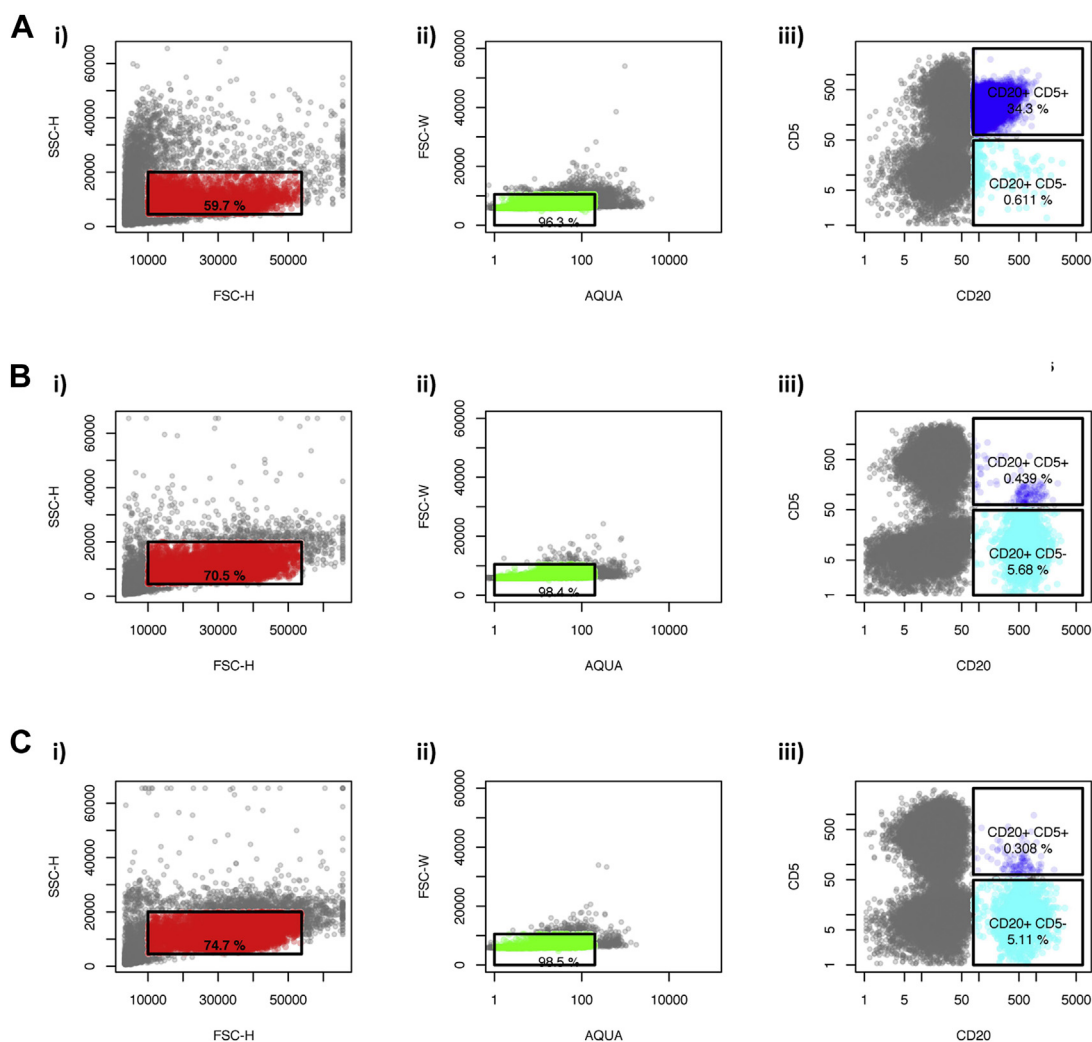 A
i)
SSC-H
0
10000
20000
30000
40000
50000
60000
59.7 %
10000
30000
50000
FSC-H
ii)
FSC-W
0
20000
40000
60000
96.3 %
1
100
10000
AQUA
iii)
CD5
1
5
50
500
CD20+ CD5+
34.3 %
CD20+ CD5-
0.611 %
1
5
50
500
5000
CD20
B
i)
SSC-H
0
20000
40000
60000
70.5 %
10000
30000
50000
FSC-H
ii)
FSC-W
0
20000
40000
60000
98.4 %
1
100
10000
AQUA
iii)
CD5
1
5
50
500
CD20+ CD5+
0.439 %
CD20+ CD5-
5.68 %
1
5
50
500
5000
CD20
C
i)
SSC-H
0
20000
40000
60000
74.7 %
10000
30000
50000
FSC-H
ii)
FSC-W
0
20000
40000
60000
98.5 %
1
100
10000
AQUA
iii)
CD5
1
5
50
500
CD20+ CD5+
0.308 %
CD20+ CD5-
5.11 %
1
5
50
500
5000
CD20